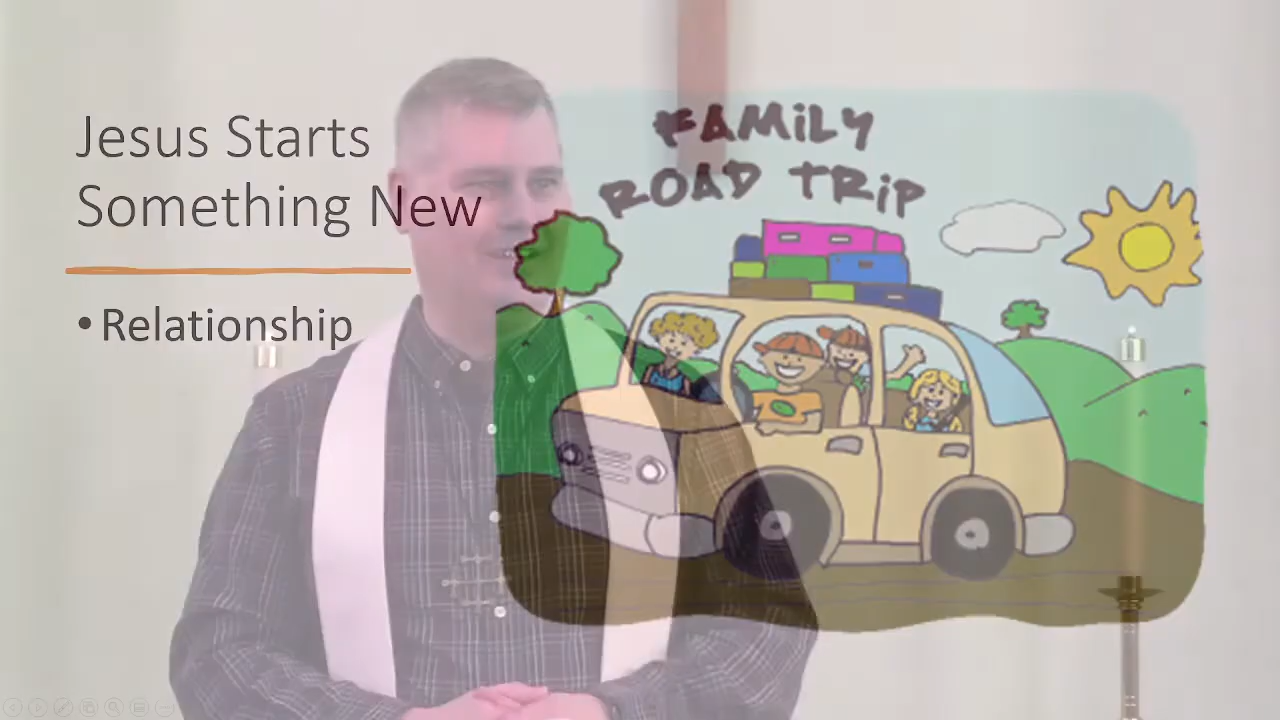 Jesus Starts
Something New
• Relationship
FAMiLY
ROAD TRiP